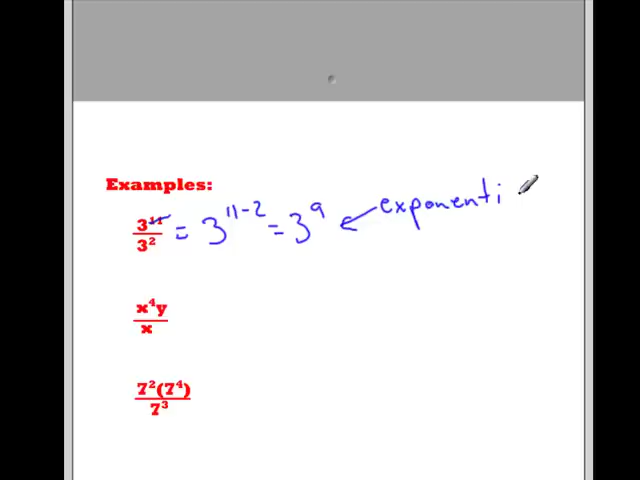 Examples:
3¹¹/3² = 3¹¹⁻² = 3⁹ ← exponenti
x⁴y/x
7²(7⁴)/7³